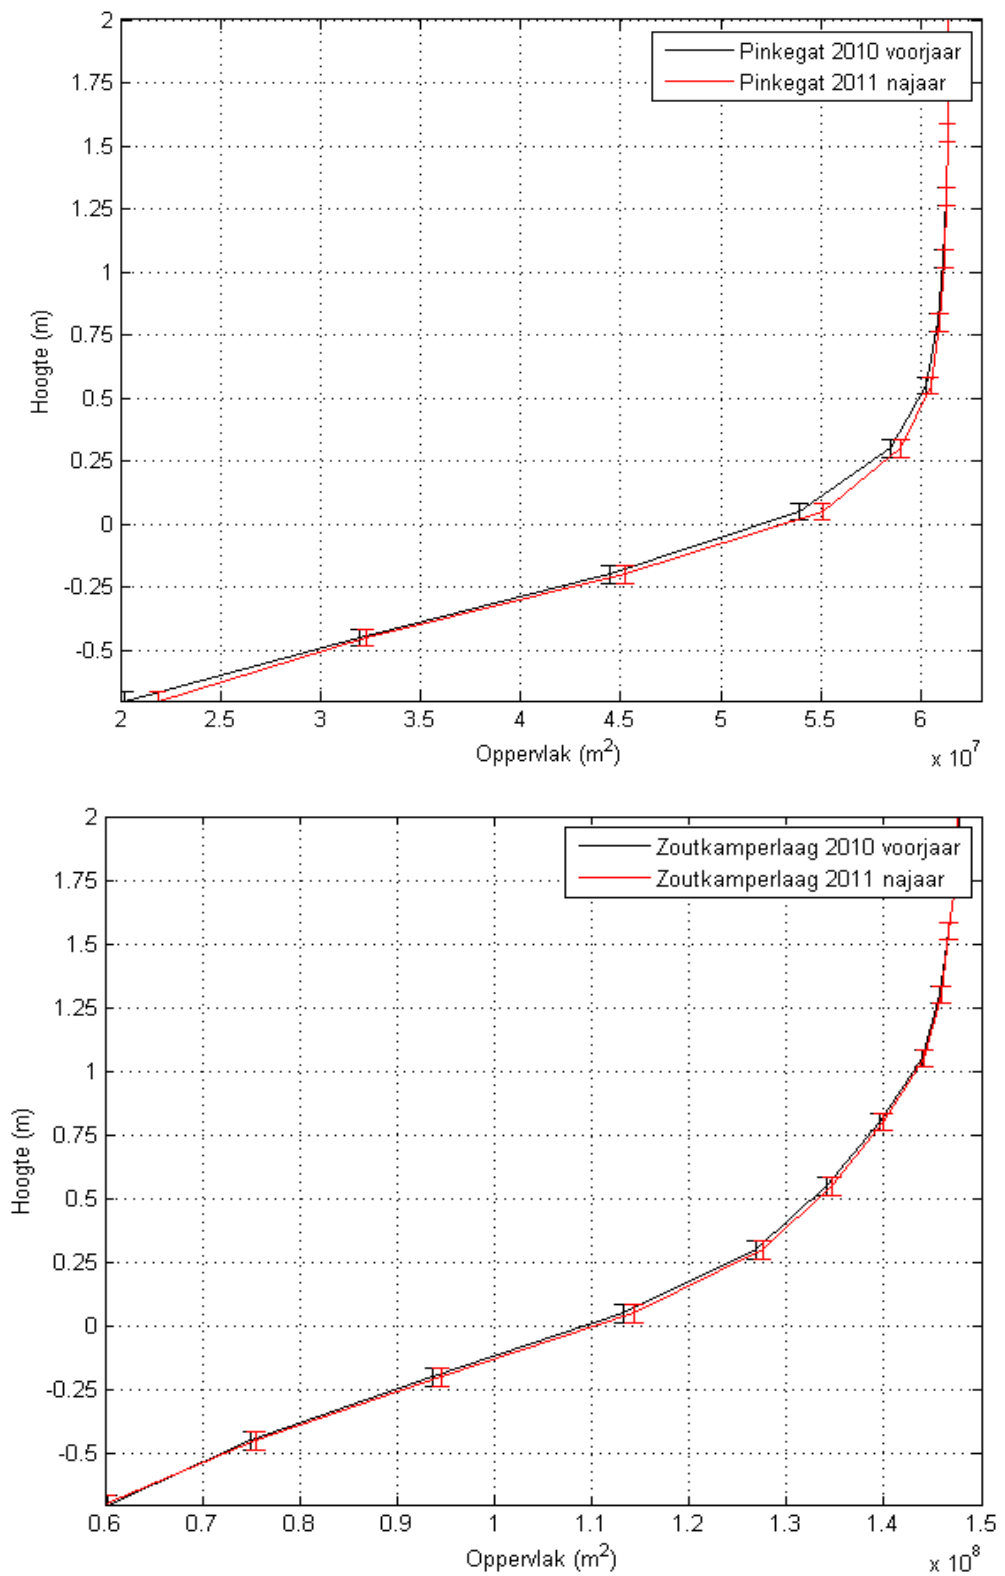 2
1.75
1.5
1.25
1
0.75
0.5
0.25
0
-0.25
-0.5
Hoogte (m)
Pinkegat 2010 voorjaar
Pinkegat 2011 najaar
2 2.5 3 3.5 4 4.5 5 5.5 6
Oppervlak (m²)
x 10⁷
2
1.75
1.5
1.25
1
0.75
0.5
0.25
0
-0.25
-0.5
Hoogte (m)
Zoutkamperlaag 2010 voorjaar
Zoutkamperlaag 2011 najaar
0.6 0.7 0.8 0.9 1 1.1 1.2 1.3 1.4 1.5
Oppervlak (m²)
x 10⁸